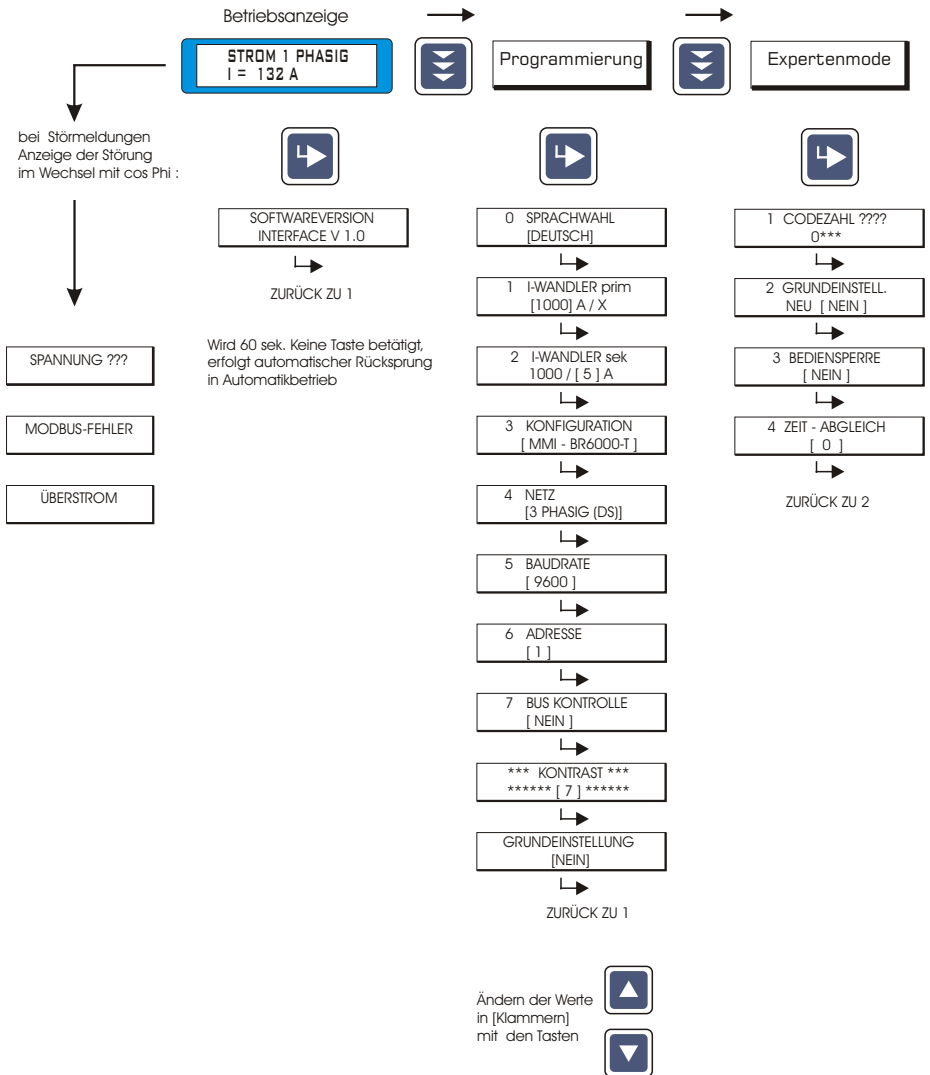 Betriebsanzeige
STROM 1 PHASIG
I = 132 A
Programmierung
Expertenmode
bei Störmeldungen
Anzeige der Störung
im Wechsel mit cos Phi :
SPANNUNG ???
MODBUS-FEHLER
ÜBERSTROM
SOFTWAREVERSION
INTERFACE V 1.0
ZURÜCK ZU 1
Wird 60 sek. Keine Taste betätigt,
erfolgt automatischer Rücksprung
in Automatikbetrieb
0 SPRACHWAHL
[DEUTSCH]
1 I-WANDLER prim
[1000] A / X
2 I-WANDLER sek
1000 / [ 5 ] A
3 KONFIGURATION
[ MMI - BR6000-T ]
4 NETZ
[3 PHASIG (DS)]
5 BAUDRATE
[ 9600 ]
6 ADRESSE
[ 1 ]
7 BUS KONTROLLE
[ NEIN ]
*** KONTRAST ***
****** [ 7 ] ******
GRUNDEINSTELLUNG
[NEIN]
ZURÜCK ZU 1
1 CODEZAHL ????
0***
2 GRUNDEINSTELL.
NEU [ NEIN ]
3 BEDIENSPERRE
[ NEIN ]
4 ZEIT - ABGLEICH
[ 0 ]
ZURÜCK ZU 2
Ändern der Werte
in [Klammern]
mit den Tasten